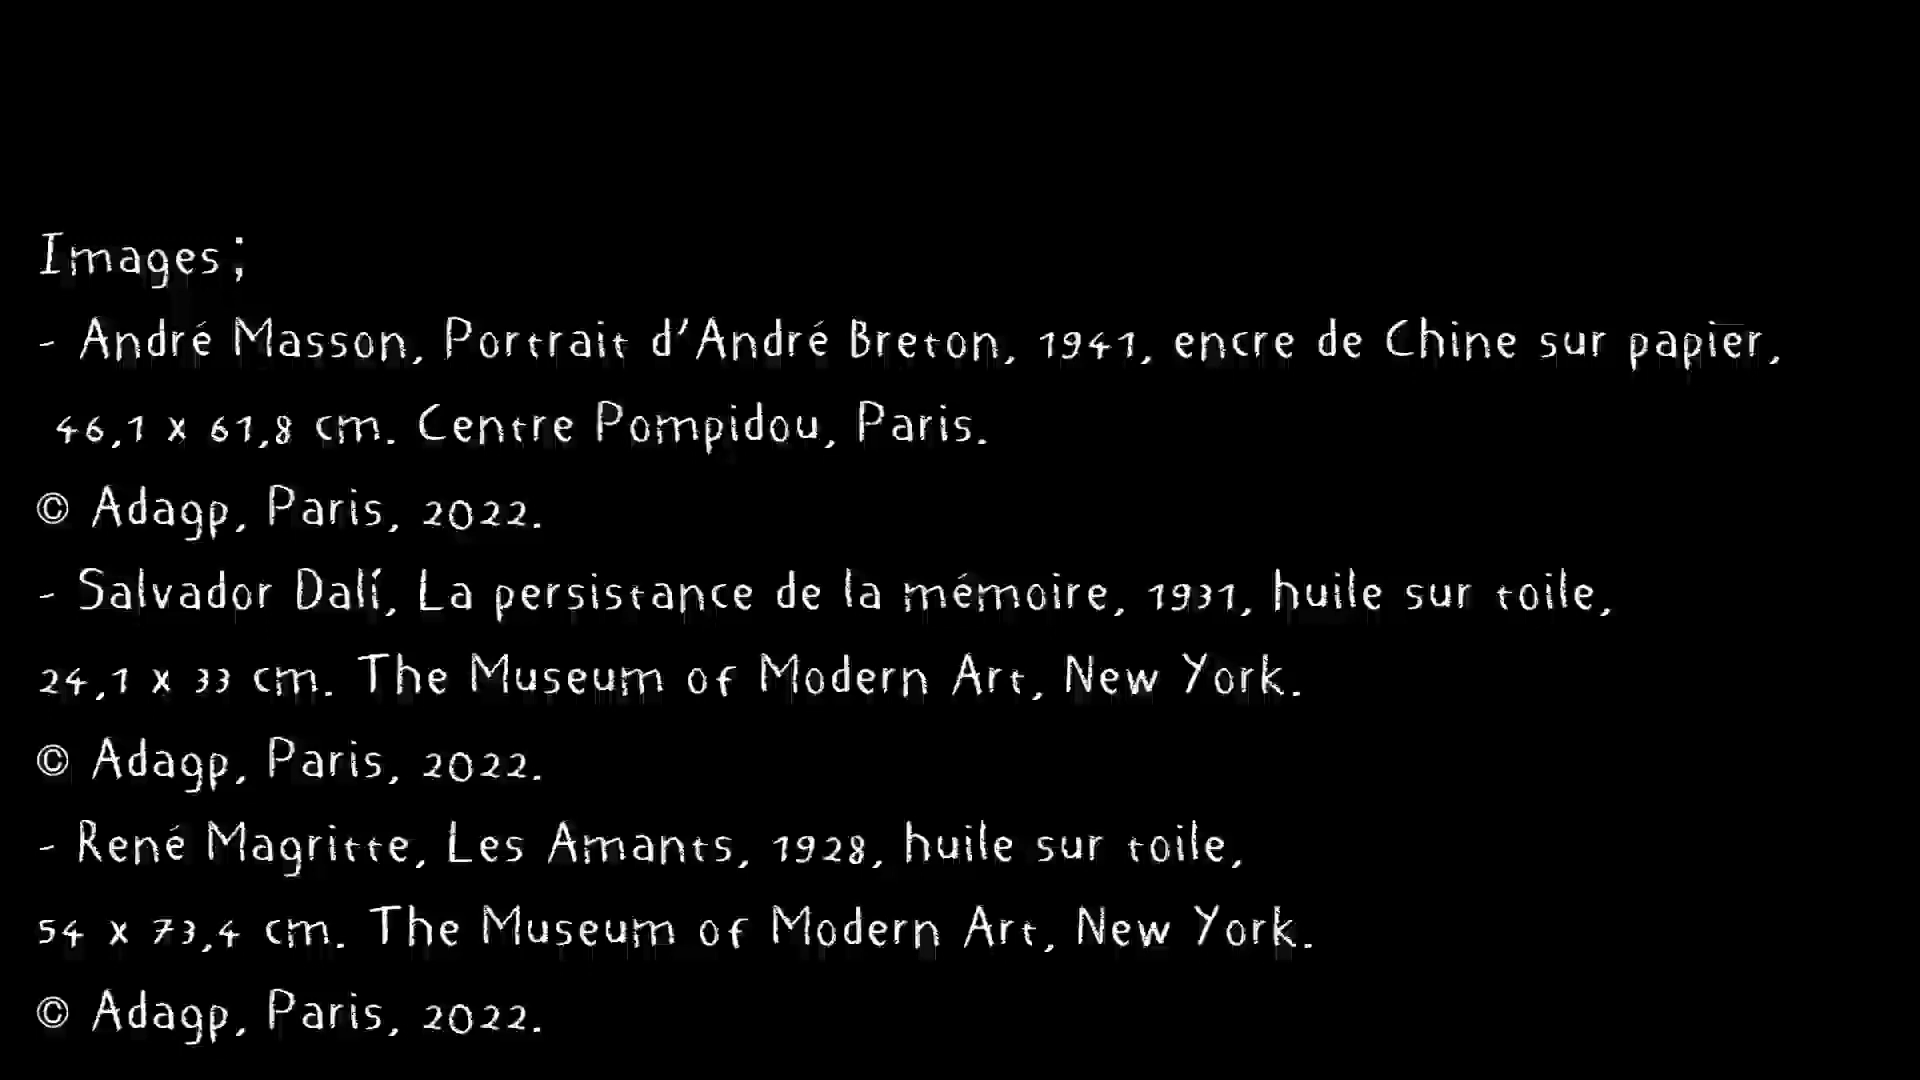 Images ;
- André Masson, Portrait d'André Breton, 1941, encre de Chine sur papier,
46,1 x 61,8 cm. Centre Pompidou, Paris.
© Adagp, Paris, 2022.
- Salvador Dalí, La persistance de la mémoire, 1931, huile sur toile,
24,1 x 33 cm. The Museum of Modern Art, New York.
© Adagp, Paris, 2022.
- René Magritte, Les Amants, 1928, huile sur toile,
54 x 73,4 cm. The Museum of Modern Art, New York.
© Adagp, Paris, 2022.